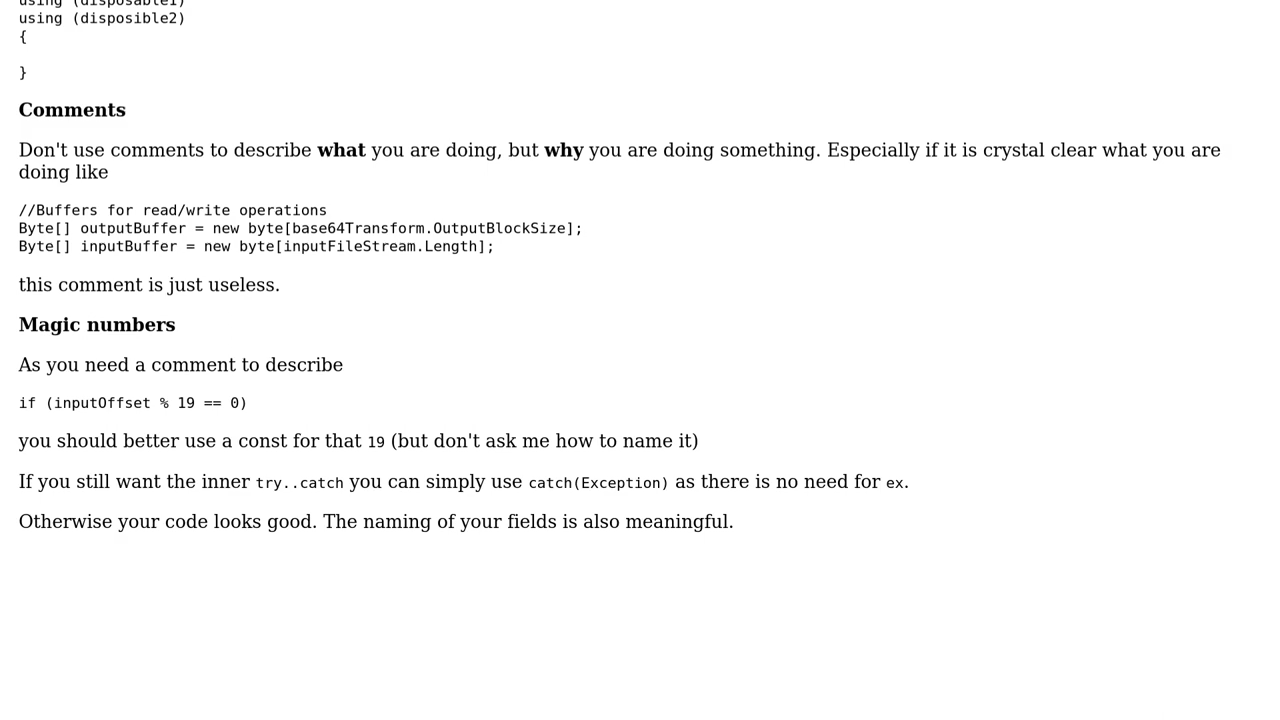 using (disposable1)
using (disposible2)
{
}
Comments
Don't use comments to describe what you are doing, but why you are doing something. Especially if it is crystal clear what you are
doing like
//Buffers for read/write operations
Byte[] outputBuffer = new byte[base64Transform.OutputBlockSize];
Byte[] inputBuffer = new byte[inputFileStream.Length];
this comment is just useless.
Magic numbers
As you need a comment to describe
if (inputOffset % 19 == 0)
you should better use a const for that 19 (but don't ask me how to name it)
If you still want the inner try..catch you can simply use catch(Exception) as there is no need for ex.
Otherwise your code looks good. The naming of your fields is also meaningful.